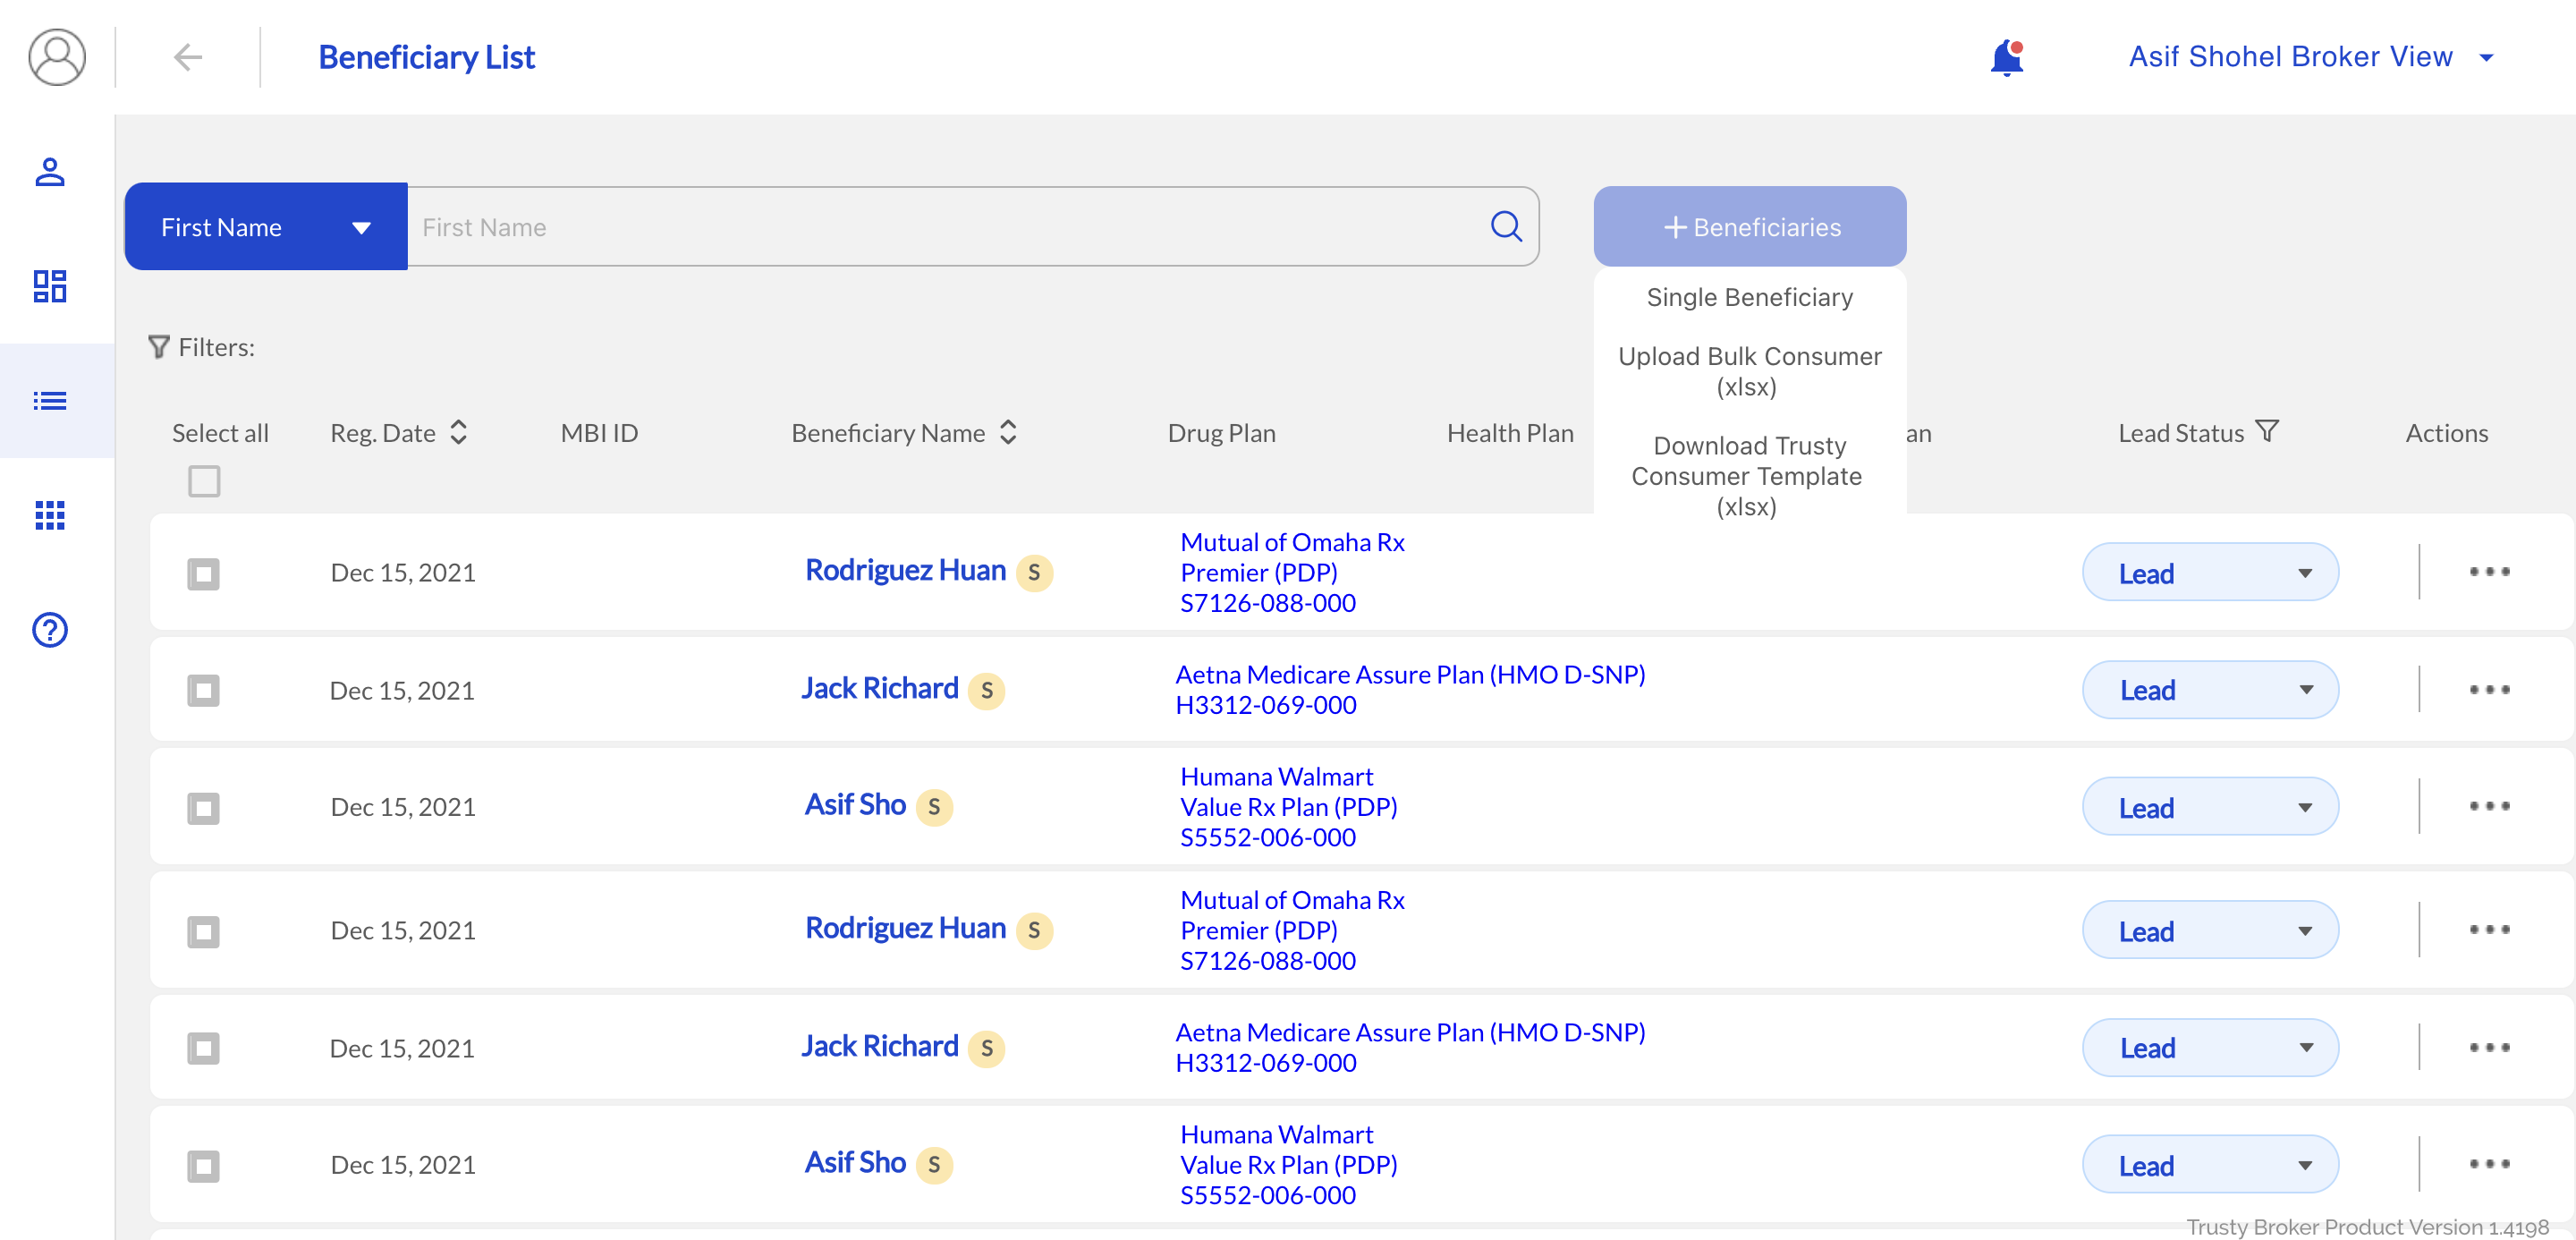 Beneficiary List
Asif Shohel Broker View
First Name
First Name
+ Beneficiaries
Single Beneficiary
Upload Bulk Consumer
(xlsx)
Download Trusty
Consumer Template
(xlsx)
Filters:
Select all
Reg. Date
MBI ID
Beneficiary Name
Drug Plan
Health Plan
an
Lead Status
Actions
Dec 15, 2021
Rodriguez Huan S
Mutual of Omaha Rx
Premier (PDP)
S7126-088-000
Lead
Dec 15, 2021
Jack Richard S
Aetna Medicare Assure Plan (HMO D-SNP)
H3312-069-000
Lead
Dec 15, 2021
Asif Sho S
Humana Walmart
Value Rx Plan (PDP)
S5552-006-000
Lead
Dec 15, 2021
Rodriguez Huan S
Mutual of Omaha Rx
Premier (PDP)
S7126-088-000
Lead
Dec 15, 2021
Jack Richard S
Aetna Medicare Assure Plan (HMO D-SNP)
H3312-069-000
Lead
Dec 15, 2021
Asif Sho S
Humana Walmart
Value Rx Plan (PDP)
S5552-006-000
Lead
Trusty Broker Product Version 1.4198